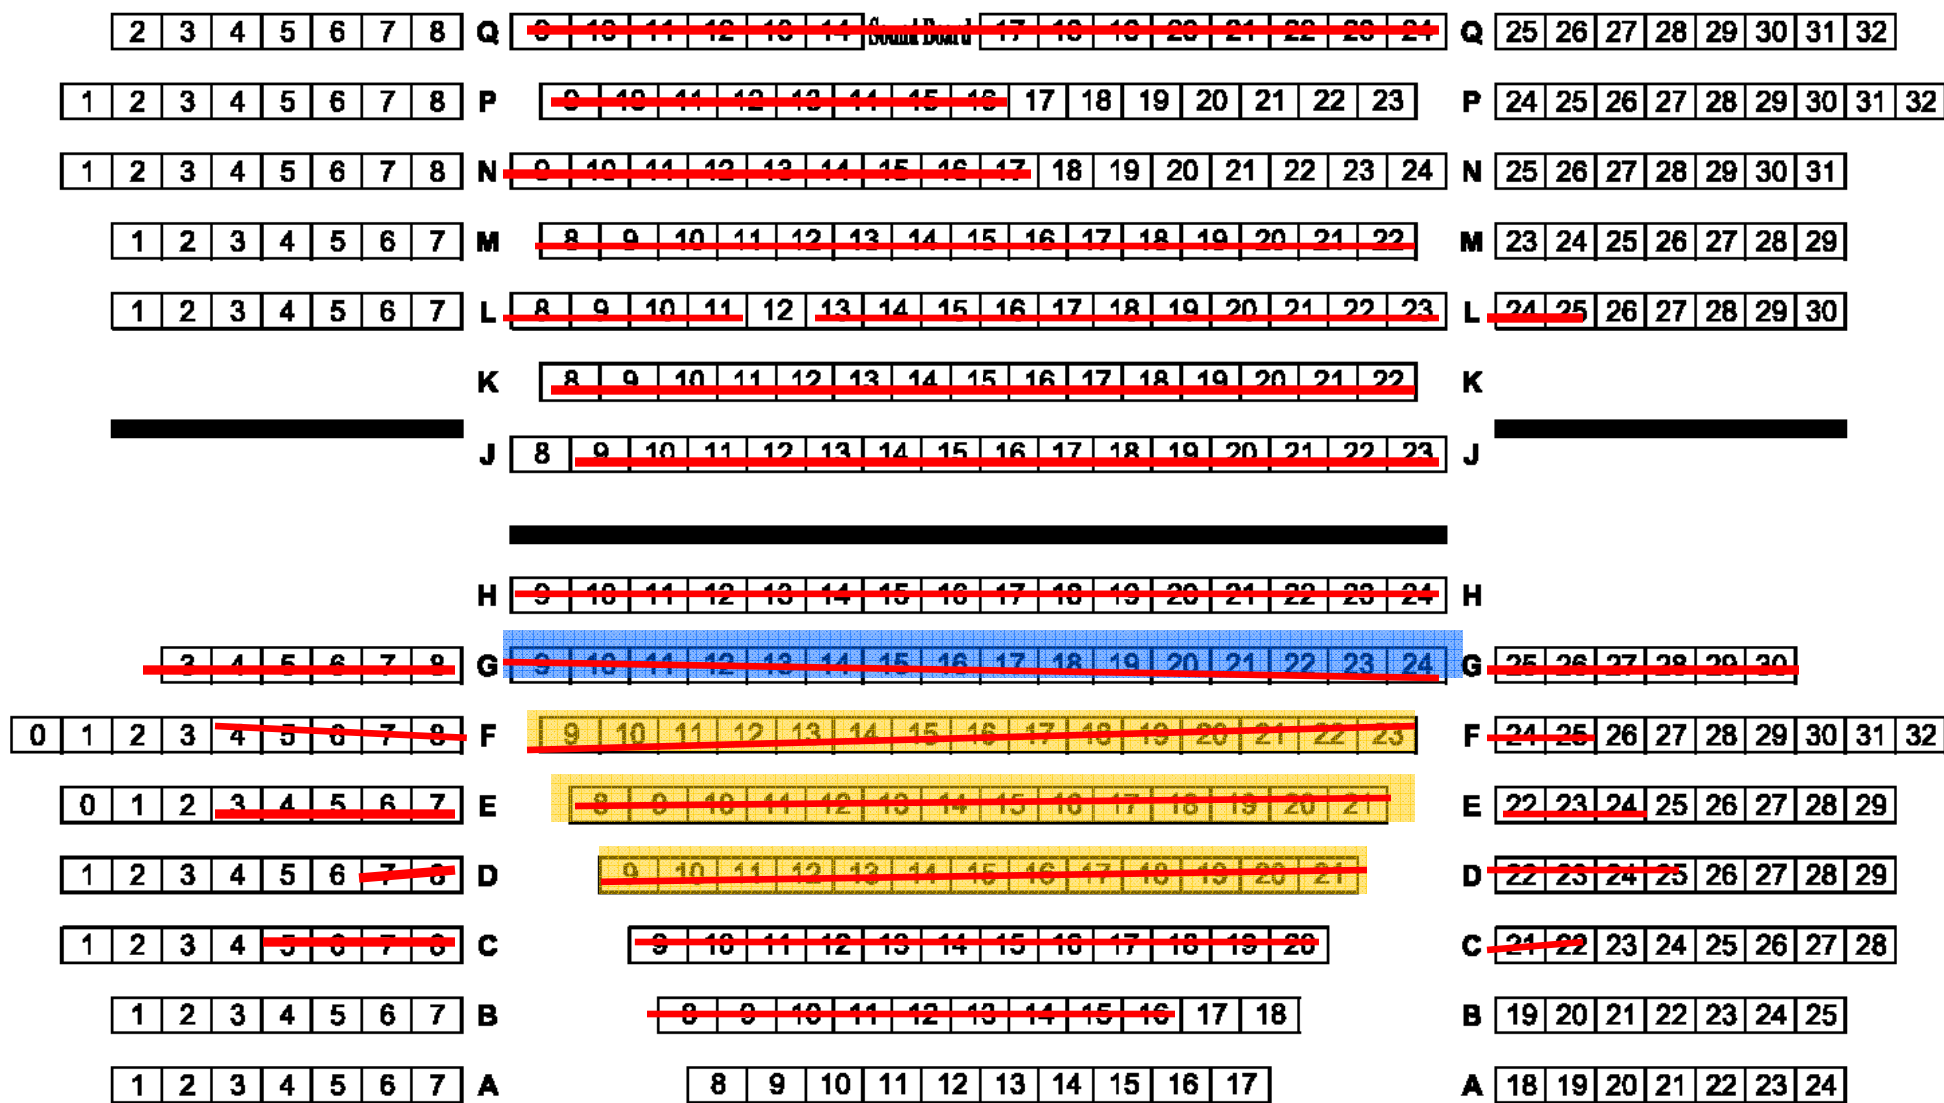 2 3 4 5 6 7 8 Q 9 10 11 12 13 14 Sound Board 17 18 19 20 21 22 23 24 Q 25 26 27 28 29 30 31 32
1 2 3 4 5 6 7 8 P 9 10 11 12 13 14 15 16 17 18 19 20 21 22 23 P 24 25 26 27 28 29 30 31 32
1 2 3 4 5 6 7 8 N 9 10 11 12 13 14 15 16 17 18 19 20 21 22 23 24 N 25 26 27 28 29 30 31
1 2 3 4 5 6 7 M 8 9 10 11 12 13 14 15 16 17 18 19 20 21 22 M 23 24 25 26 27 28 29
1 2 3 4 5 6 7 L 8 9 10 11 12 13 14 15 16 17 18 19 20 21 22 23 L 24 25 26 27 28 29 30
K 8 9 10 11 12 13 14 15 16 17 18 19 20 21 22 K
J 8 9 10 11 12 13 14 15 16 17 18 19 20 21 22 23 J
H 9 10 11 12 13 14 15 16 17 18 19 20 21 22 23 24 H
3 4 5 6 7 8 G 9 10 11 12 13 14 15 16 17 18 19 20 21 22 23 24 G 25 26 27 28 29 30
0 1 2 3 4 5 6 7 8 F 9 10 11 12 13 14 15 16 17 18 19 20 21 22 23 F 24 25 26 27 28 29 30 31 32
0 1 2 3 4 5 6 7 E 8 9 10 11 12 13 14 15 16 17 18 19 20 21 E 22 23 24 25 26 27 28 29
1 2 3 4 5 6 7 8 D 9 10 11 12 13 14 15 16 17 18 19 20 21 D 22 23 24 25 26 27 28 29
1 2 3 4 5 6 7 8 C 9 10 11 12 13 14 15 16 17 18 19 20 C 21 22 23 24 25 26 27 28
1 2 3 4 5 6 7 B 8 9 10 11 12 13 14 15 16 17 18 B 19 20 21 22 23 24 25
1 2 3 4 5 6 7 A 8 9 10 11 12 13 14 15 16 17 A 18 19 20 21 22 23 24